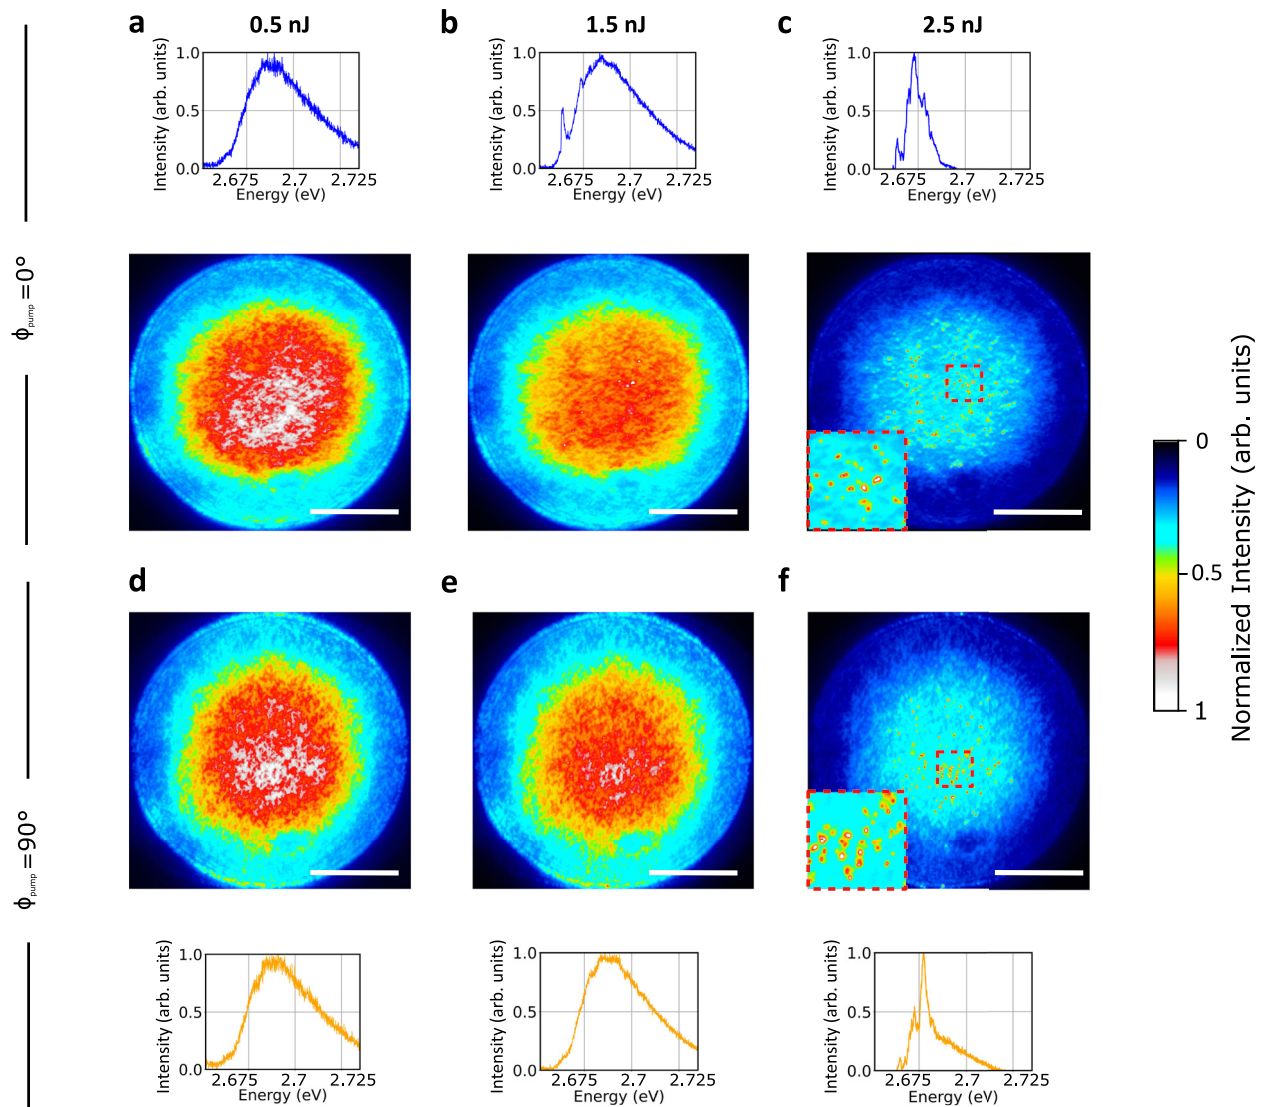 a 0.5 nJ
b 1.5 nJ
c 2.5 nJ
Intensity (arb. units)
1.0
0.5
0.0
2.675 2.7 2.725
Energy (eV)
Intensity (arb. units)
1.0
0.5
0.0
2.675 2.7 2.725
Energy (eV)
Intensity (arb. units)
1.0
0.5
0.0
2.675 2.7 2.725
Energy (eV)
ϕpump=0°
d
e
f
ϕpump=90°
Intensity (arb. units)
1.0
0.5
0.0
2.675 2.7 2.725
Energy (eV)
Intensity (arb. units)
1.0
0.5
0.0
2.675 2.7 2.725
Energy (eV)
Intensity (arb. units)
1.0
0.5
0.0
2.675 2.7 2.725
Energy (eV)
0
0.5
1
Normalized Intensity (arb. units)